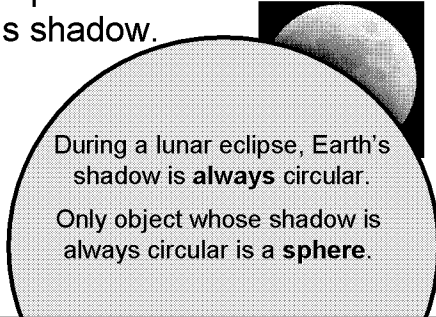 s shadow.
During a lunar eclipse, Earth's
shadow is always circular.
Only object whose shadow is
always circular is a sphere.